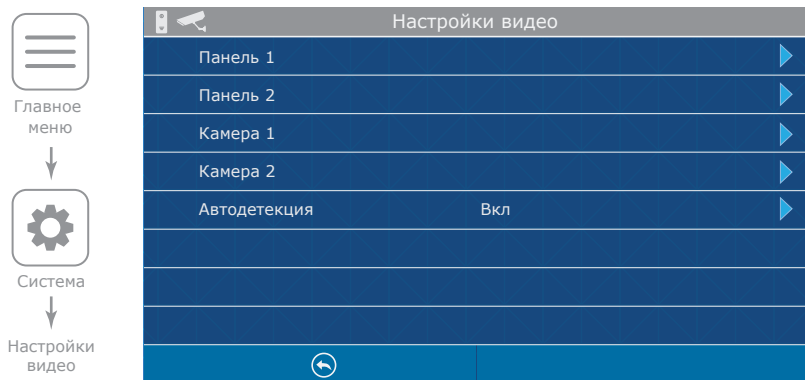 Главное
меню
Система
Настройки
видео
Настройки видео
Панель 1
Панель 2
Камера 1
Камера 2
Автодетекция Вкл